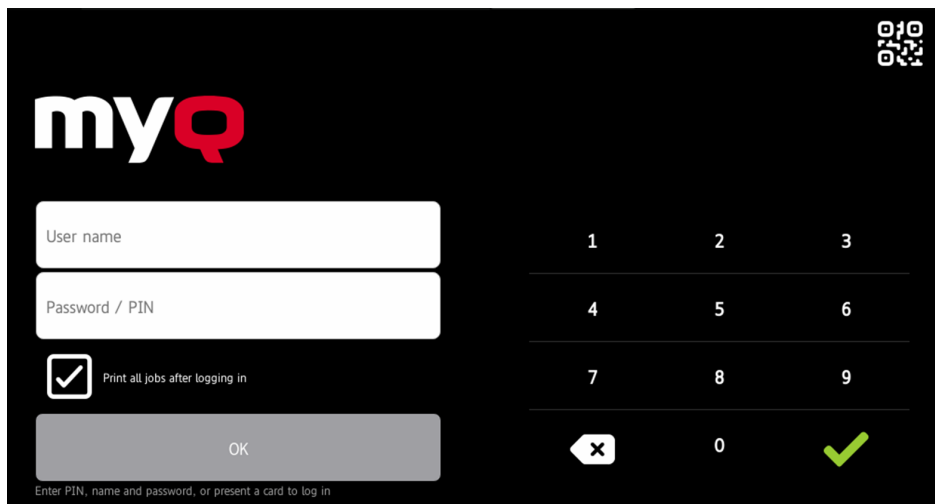 myQ
User name
Password / PIN
Print all jobs after logging in
OK
Enter PIN, name and password, or present a card to log in
1 2 3
4 5 6
7 8 9
0